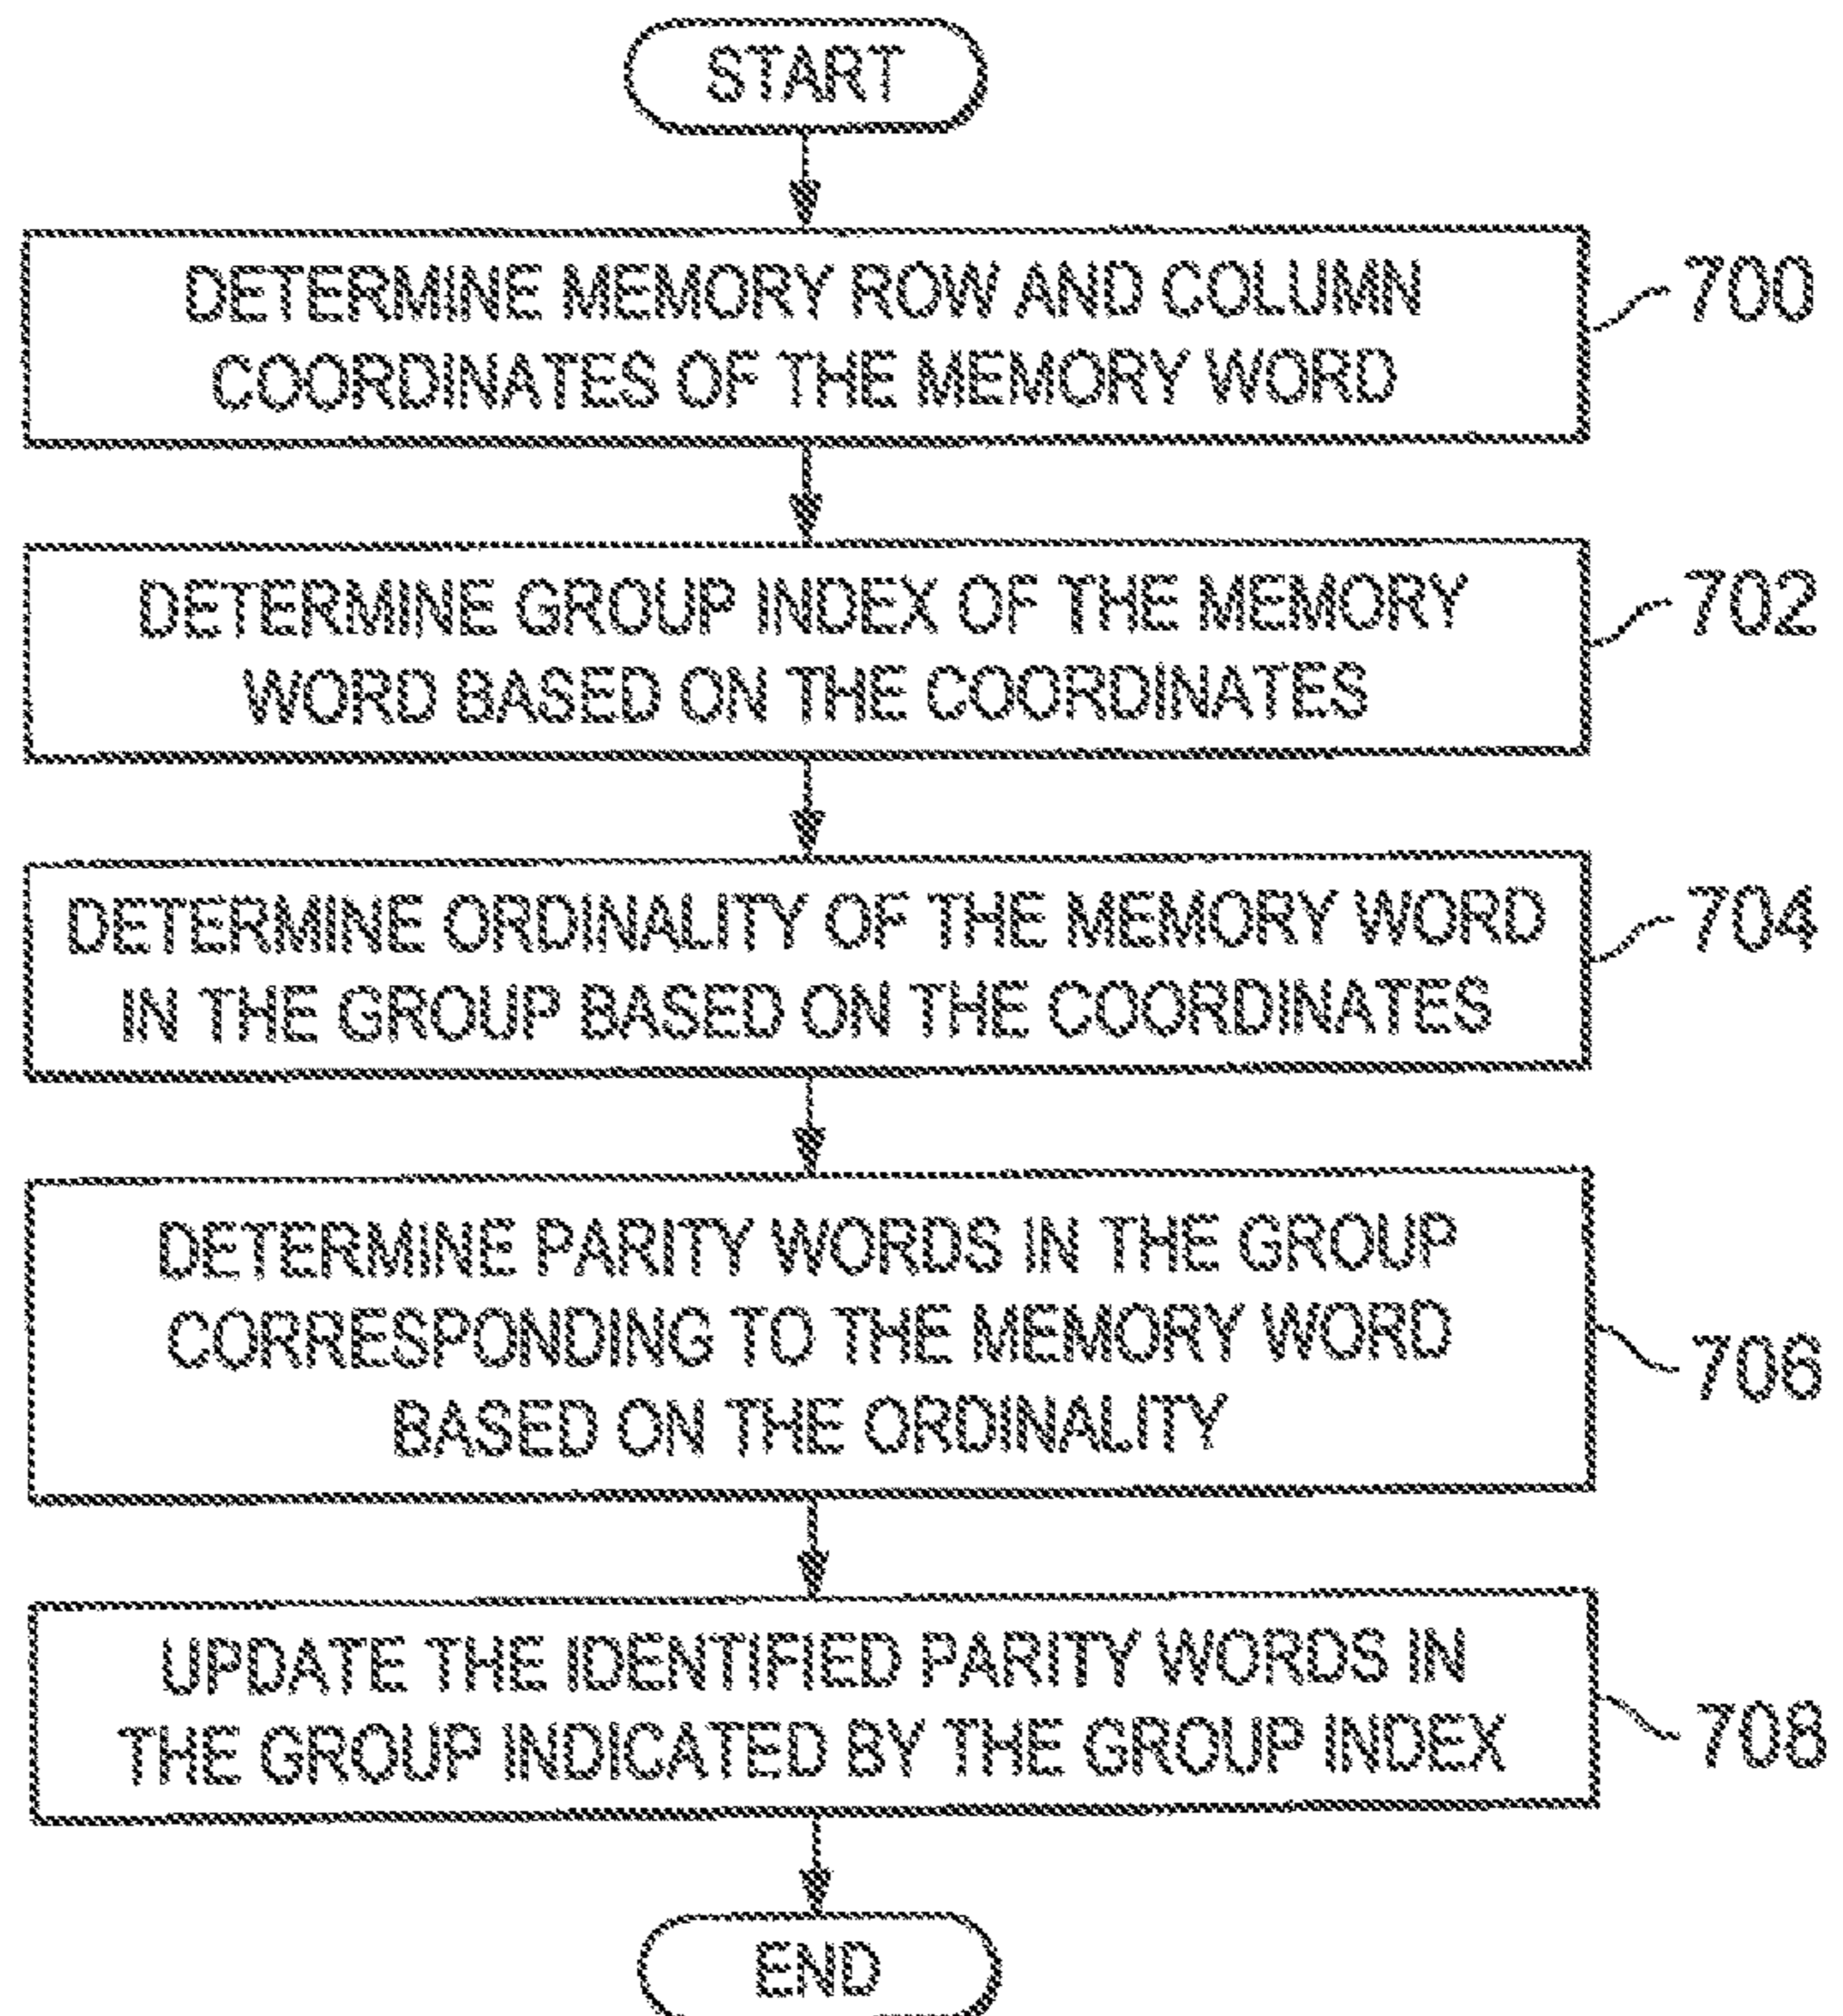 START
DETERMINE MEMORY ROW AND COLUMN
COORDINATES OF THE MEMORY WORD
700
DETERMINE GROUP INDEX OF THE MEMORY
WORD BASED ON THE COORDINATES
702
DETERMINE ORDINALITY OF THE MEMORY WORD
IN THE GROUP BASED ON THE COORDINATES
704
DETERMINE PARITY WORDS IN THE GROUP
CORRESPONDING TO THE MEMORY WORD
BASED ON THE ORDINALITY
706
UPDATE THE IDENTIFIED PARITY WORDS IN
THE GROUP INDICATED BY THE GROUP INDEX
708
END